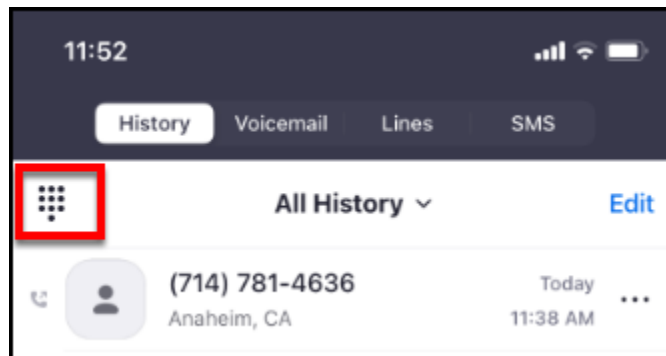 11:52
History Voicemail Lines SMS
All History Edit
(714) 781-4636 Today
Anaheim, CA 11:38 AM